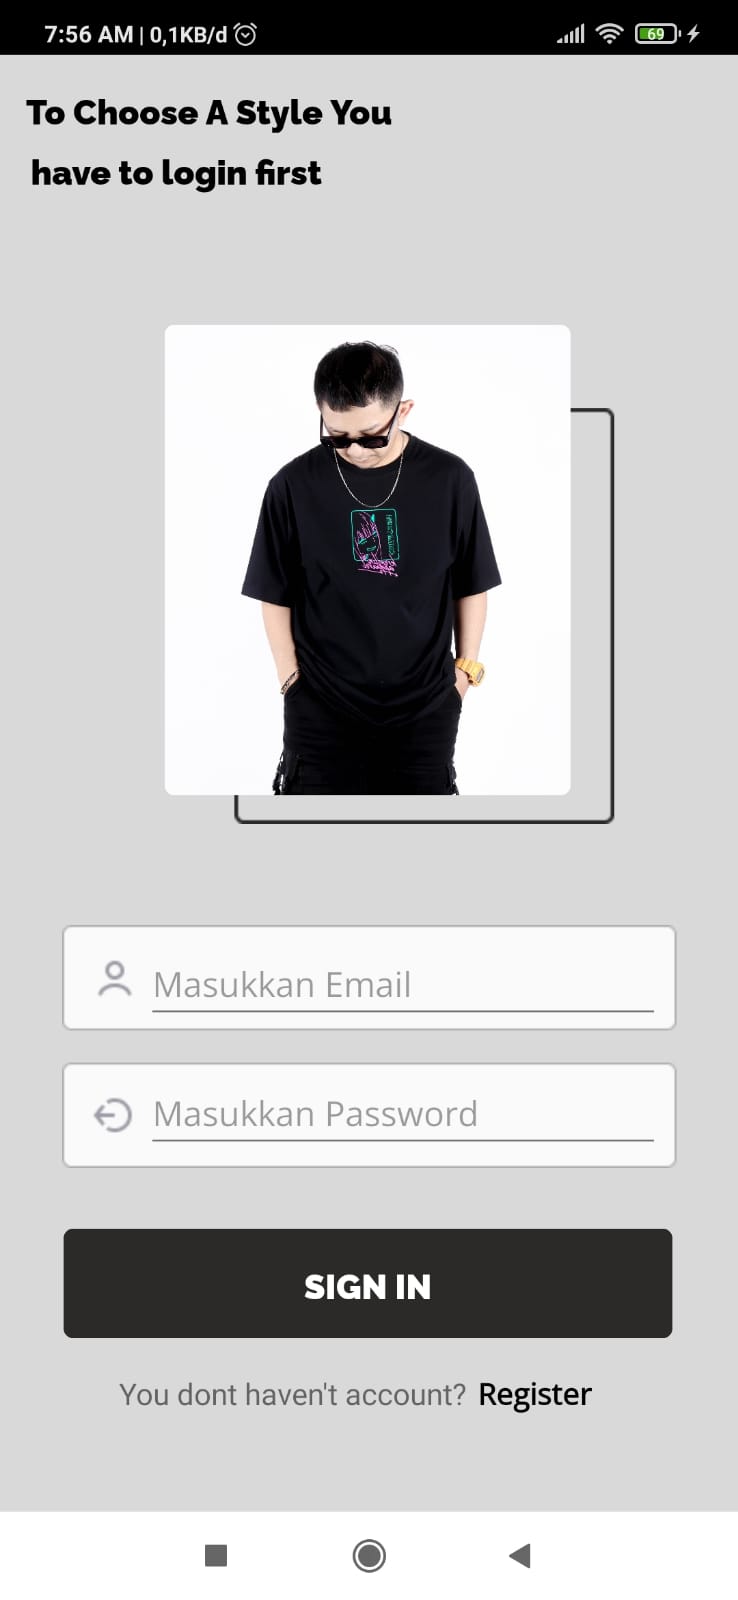 7:56 AM | 0,1KB/d
69
To Choose A Style You
have to login first
Masukkan Email
Masukkan Password
SIGN IN
You dont haven't account? Register